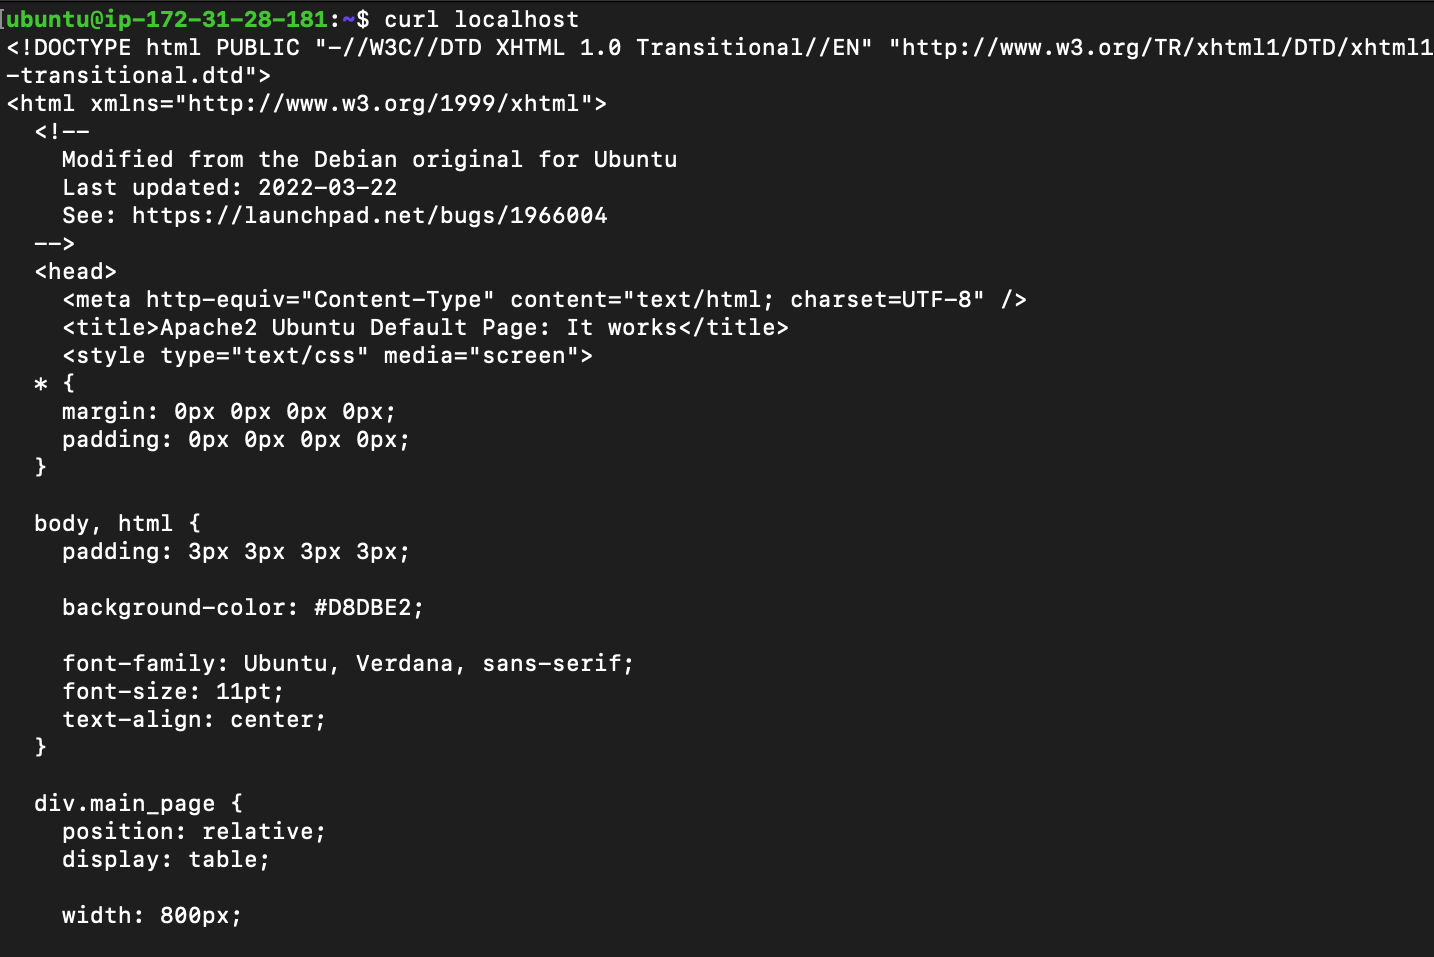 ubuntu@ip-172-31-28-181:~$ curl localhost
<!DOCTYPE html PUBLIC "-//W3C//DTD XHTML 1.0 Transitional//EN" "http://www.w3.org/TR/xhtml1/DTD/xhtml1
-transitional.dtd">
<html xmlns="http://www.w3.org/1999/xhtml">
  <!--
    Modified from the Debian original for Ubuntu
    Last updated: 2022-03-22
    See: https://launchpad.net/bugs/1966004
  -->
  <head>
    <meta http-equiv="Content-Type" content="text/html; charset=UTF-8" />
    <title>Apache2 Ubuntu Default Page: It works</title>
    <style type="text/css" media="screen">
  * {
    margin: 0px 0px 0px 0px;
    padding: 0px 0px 0px 0px;
  }

  body, html {
    padding: 3px 3px 3px 3px;

    background-color: #D8DBE2;

    font-family: Ubuntu, Verdana, sans-serif;
    font-size: 11pt;
    text-align: center;
  }

  div.main_page {
    position: relative;
    display: table;

    width: 800px;